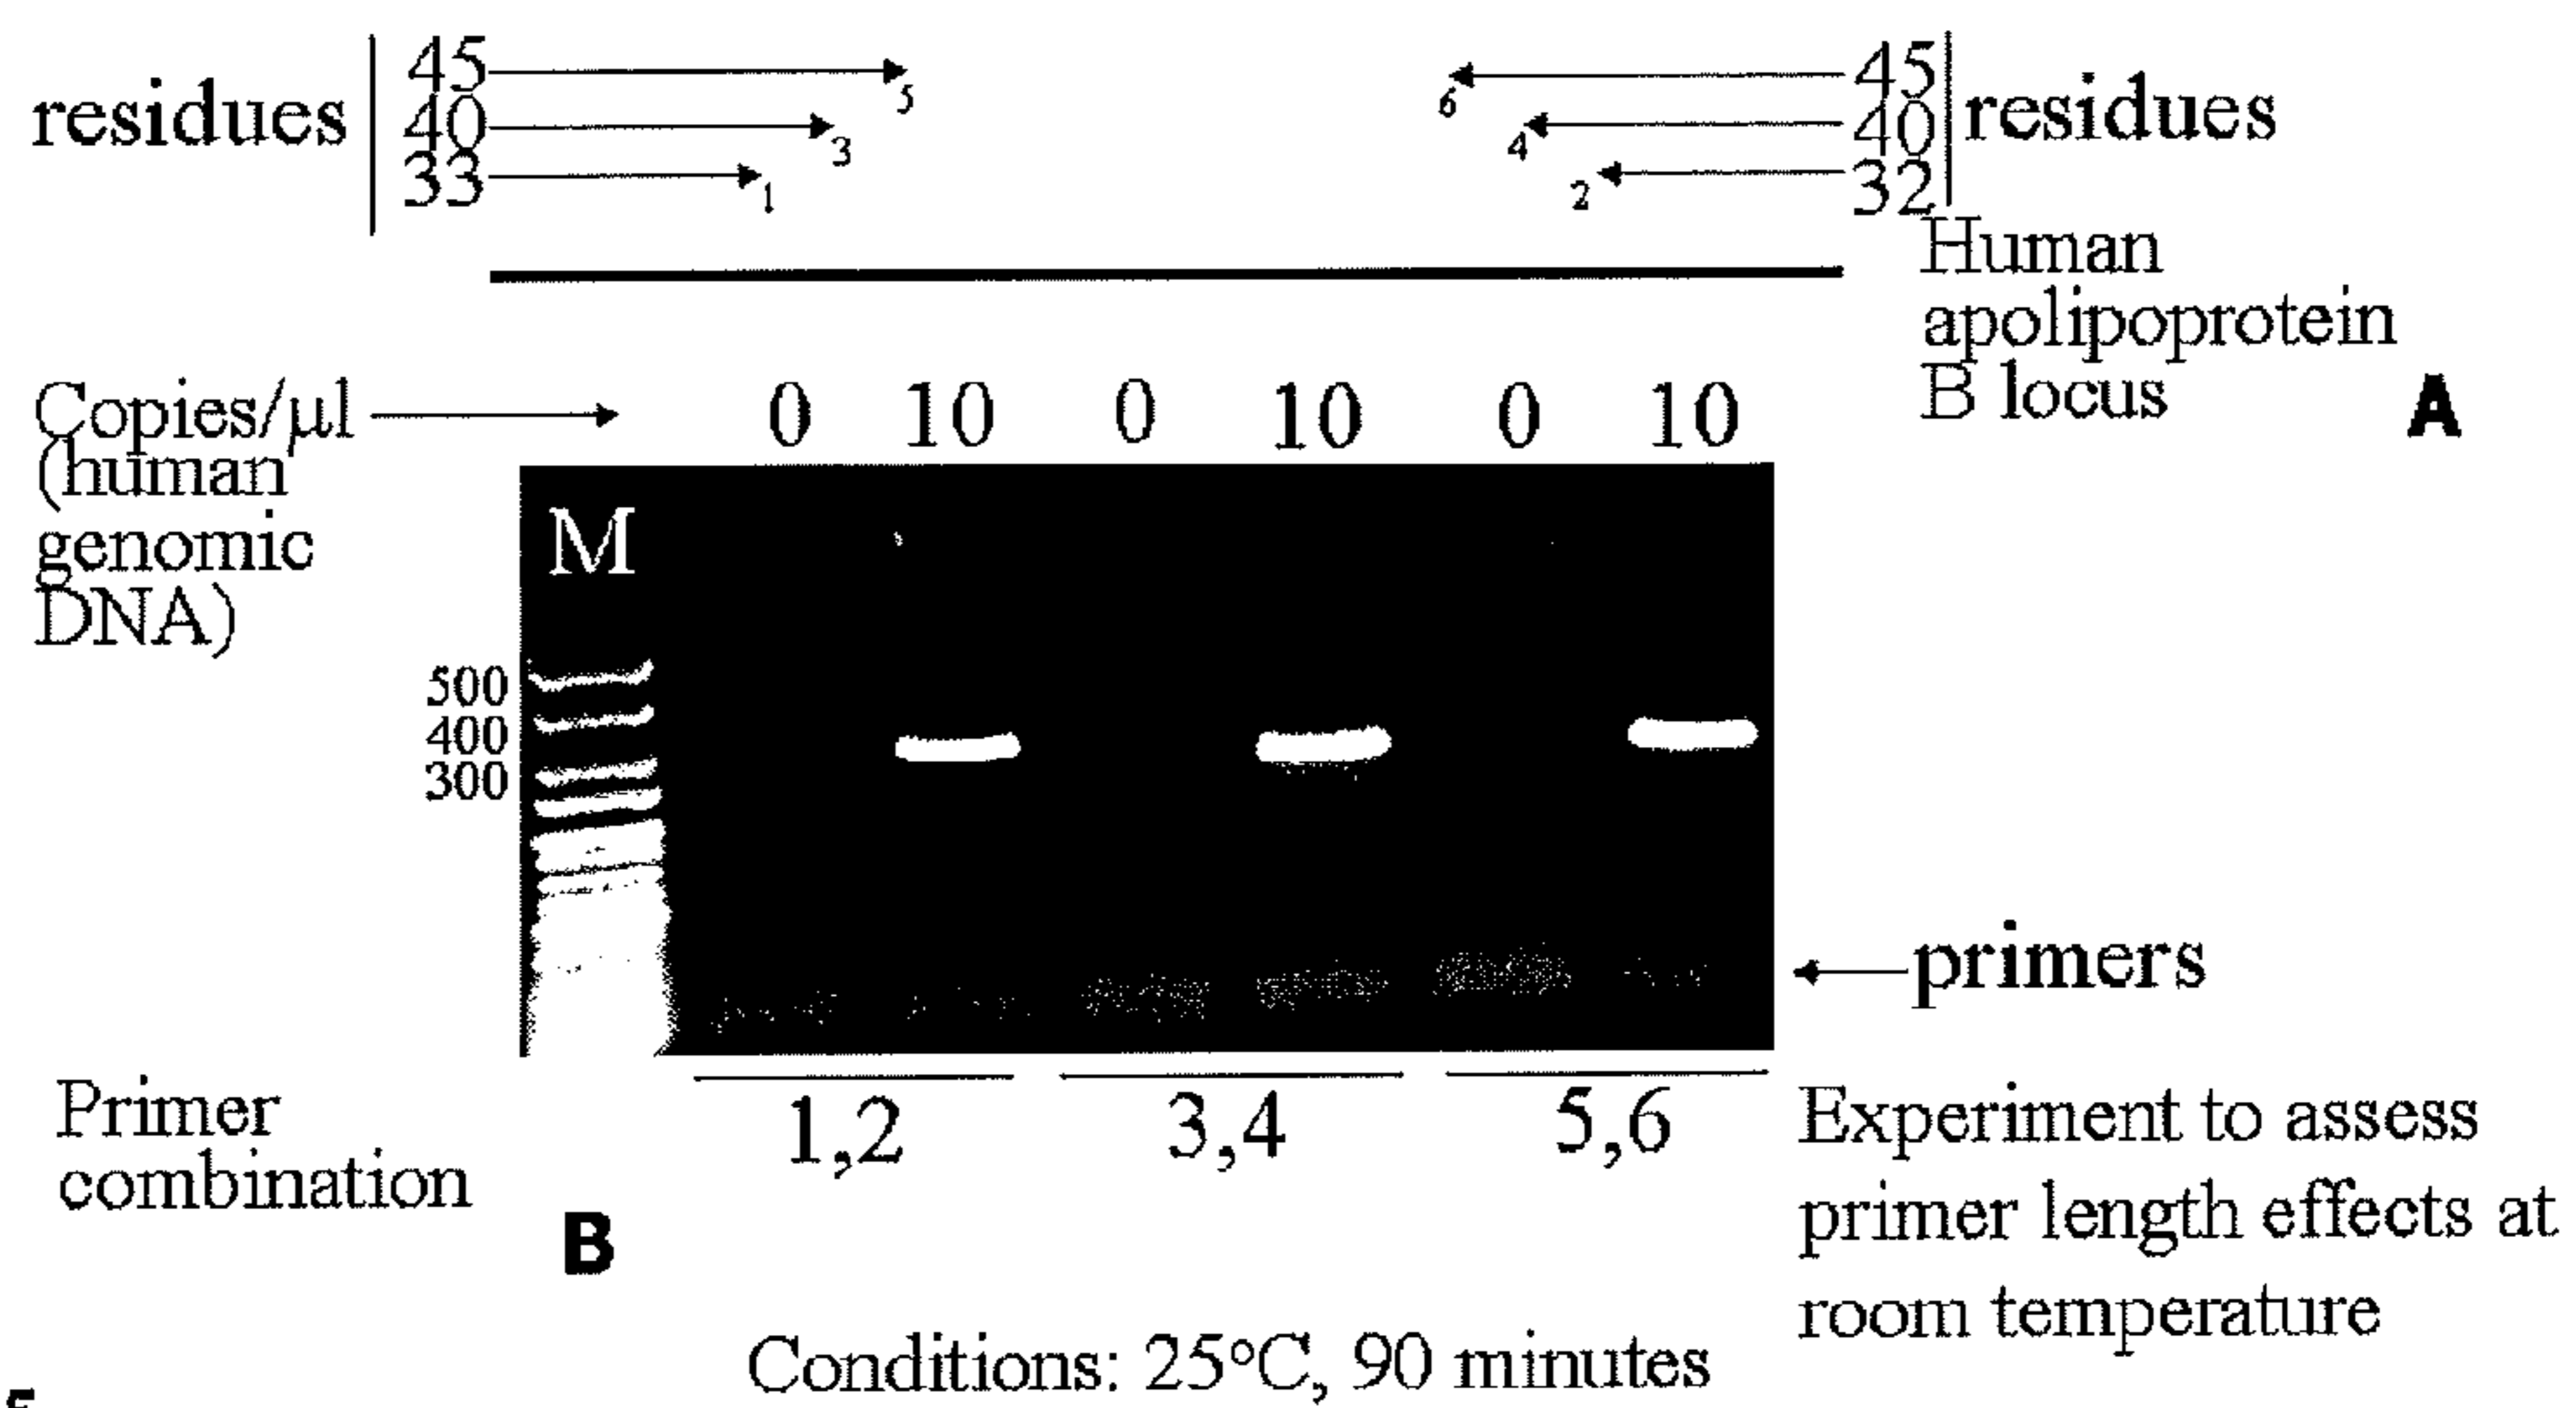 residues
45
40
33
5
3
1
6
4
2
45
40
32
residues
Human
apolipoprotein
B locus
A
Copies/µl
(human
genomic
DNA)
0 10 0 10 0 10
M
500
400
300
primers
Primer
combination
1,2 3,4 5,6
B
Experiment to assess
primer length effects at
room temperature
Conditions: 25°C, 90 minutes